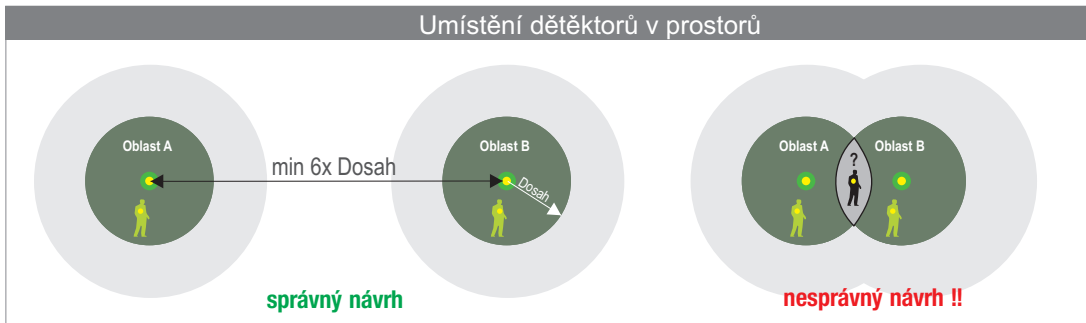 Umístění dětěktorů v prostorů
Oblast A
Oblast B
min 6x Dosah
Dosah
správný návrh
Oblast A
Oblast B
?
nesprávný návrh !!